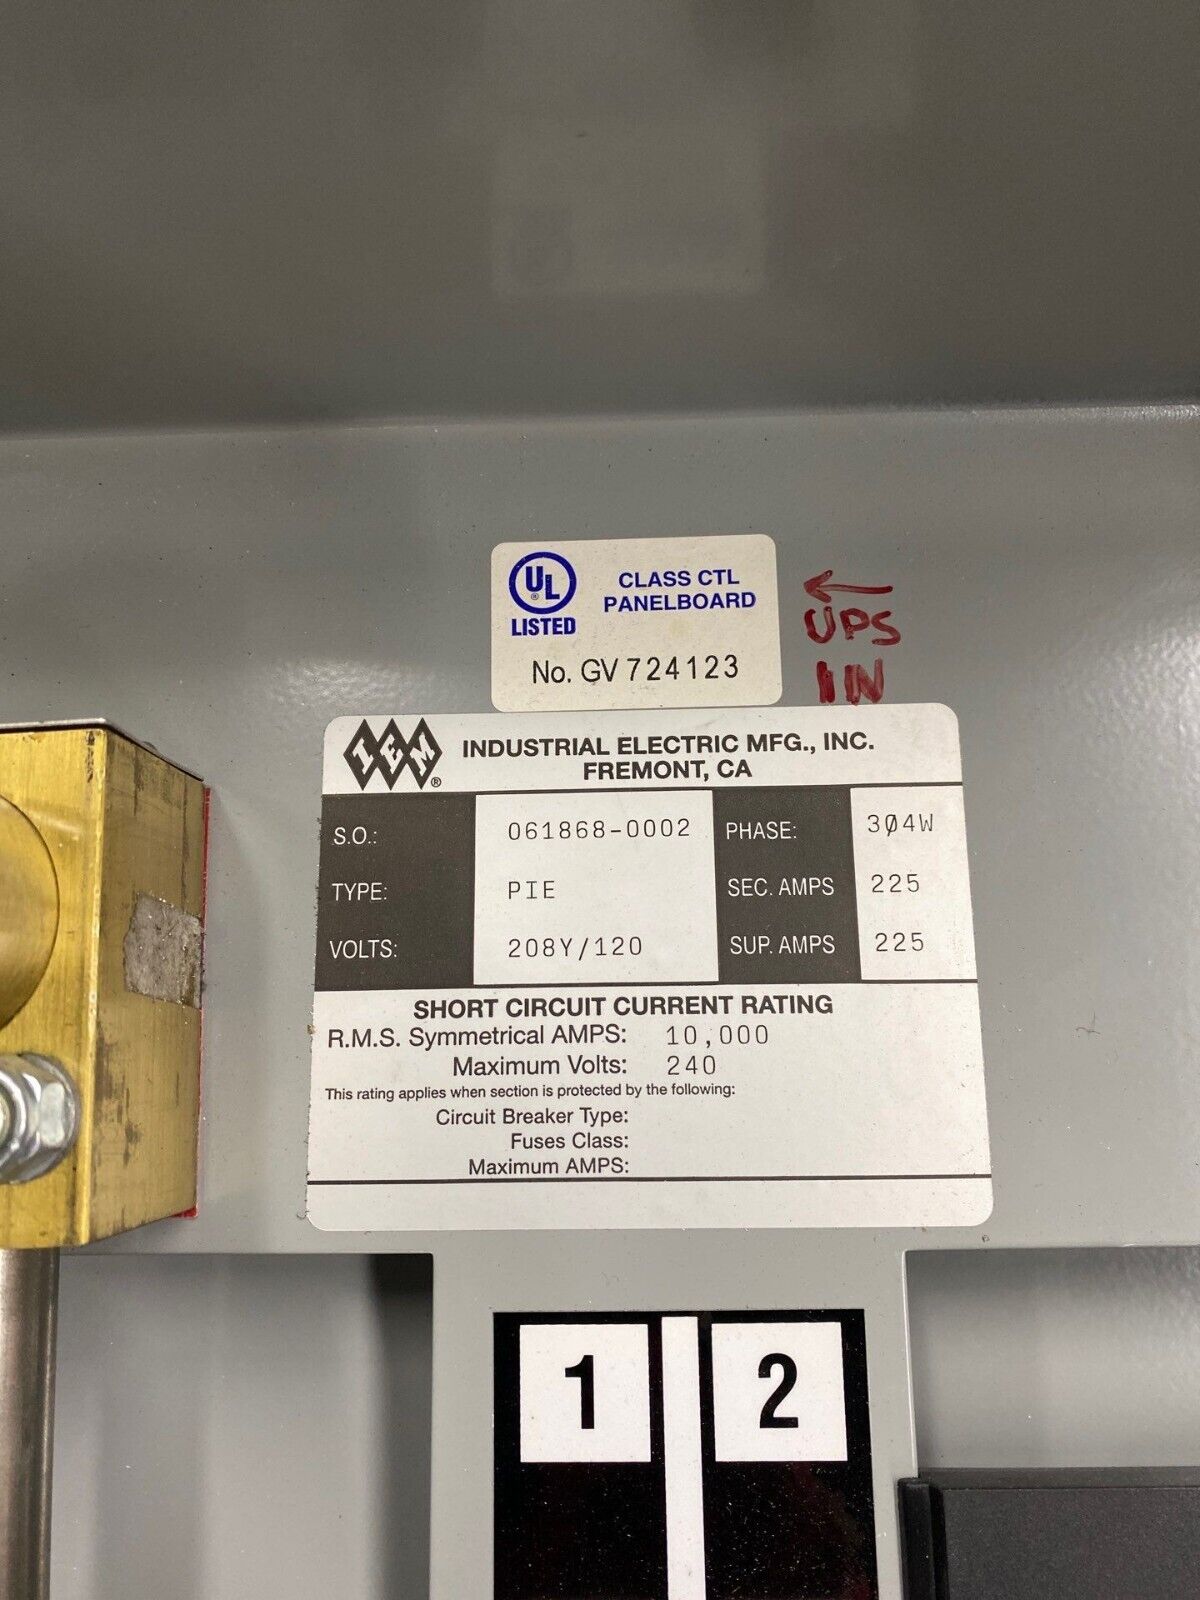 UL
®
LISTED
CLASS CTL
PANELBOARD
No. GV 724123
←
UPS
IN
IEM®
INDUSTRIAL ELECTRIC MFG., INC.
FREMONT, CA
S.O.: 061868-0002 PHASE: 3Ø4W
TYPE: PIE SEC. AMPS 225
VOLTS: 208Y/120 SUP. AMPS 225
SHORT CIRCUIT CURRENT RATING
R.M.S. Symmetrical AMPS: 10,000
Maximum Volts: 240
This rating applies when section is protected by the following:
Circuit Breaker Type:
Fuses Class:
Maximum AMPS:
1 2